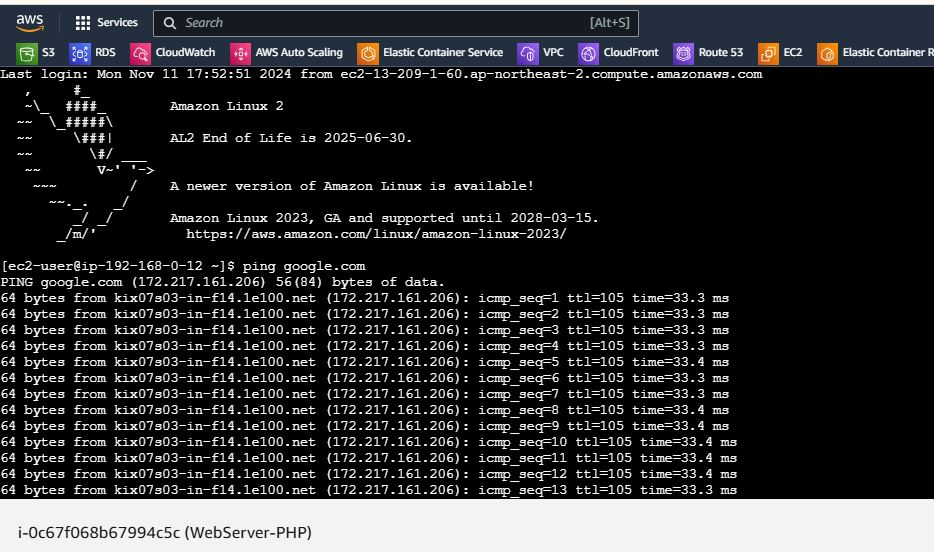 aws Services Search [Alt+S]
S3 RDS CloudWatch AWS Auto Scaling Elastic Container Service VPC CloudFront Route 53 EC2 Elastic Container R
Last login: Mon Nov 11 17:52:51 2024 from ec2-13-209-1-60.ap-northeast-2.compute.amazonaws.com
   ,     #_
   ~\_  ####_        Amazon Linux 2
  ~~  \_#####\
  ~~     \###|       AL2 End of Life is 2025-06-30.
  ~~       \#/ ___
   ~~       V~' '->
    ~~~         /    A newer version of Amazon Linux is available!
      ~~._.   _/
         _/ _/       Amazon Linux 2023, GA and supported until 2028-03-15.
       _/m/'           https://aws.amazon.com/linux/amazon-linux-2023/
[ec2-user@ip-192-168-0-12 ~]$ ping google.com
PING google.com (172.217.161.206) 56(84) bytes of data.
64 bytes from kix07s03-in-f14.1e100.net (172.217.161.206): icmp_seq=1 ttl=105 time=33.3 ms
64 bytes from kix07s03-in-f14.1e100.net (172.217.161.206): icmp_seq=2 ttl=105 time=33.3 ms
64 bytes from kix07s03-in-f14.1e100.net (172.217.161.206): icmp_seq=3 ttl=105 time=33.4 ms
64 bytes from kix07s03-in-f14.1e100.net (172.217.161.206): icmp_seq=4 ttl=105 time=33.3 ms
64 bytes from kix07s03-in-f14.1e100.net (172.217.161.206): icmp_seq=5 ttl=105 time=33.4 ms
64 bytes from kix07s03-in-f14.1e100.net (172.217.161.206): icmp_seq=6 ttl=105 time=33.3 ms
64 bytes from kix07s03-in-f14.1e100.net (172.217.161.206): icmp_seq=7 ttl=105 time=33.3 ms
64 bytes from kix07s03-in-f14.1e100.net (172.217.161.206): icmp_seq=8 ttl=105 time=33.4 ms
64 bytes from kix07s03-in-f14.1e100.net (172.217.161.206): icmp_seq=9 ttl=105 time=33.4 ms
64 bytes from kix07s03-in-f14.1e100.net (172.217.161.206): icmp_seq=10 ttl=105 time=33.4 ms
64 bytes from kix07s03-in-f14.1e100.net (172.217.161.206): icmp_seq=11 ttl=105 time=33.4 ms
64 bytes from kix07s03-in-f14.1e100.net (172.217.161.206): icmp_seq=12 ttl=105 time=33.4 ms
64 bytes from kix07s03-in-f14.1e100.net (172.217.161.206): icmp_seq=13 ttl=105 time=33.3 ms
i-0c67f068b67994c5c (WebServer-PHP)